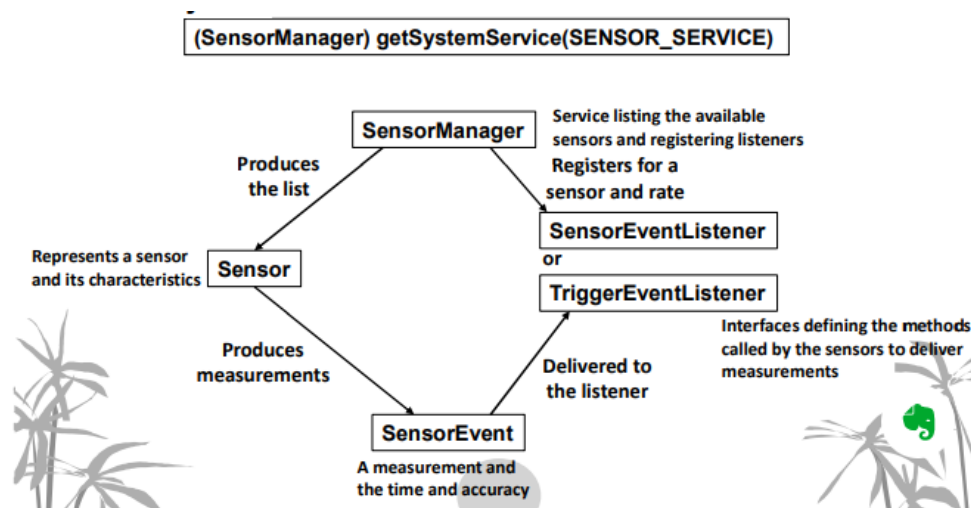 (SensorManager) getSystemService(SENSOR_SERVICE)
SensorManager
Service listing the available
sensors and registering listeners
Produces
the list
Registers for a
sensor and rate
SensorEventListener
or
TriggerEventListener
Represents a sensor
and its characteristics
Sensor
Interfaces defining the methods
called by the sensors to deliver
measurements
Produces
measurements
Delivered to
the listener
SensorEvent
A measurement and
the time and accuracy